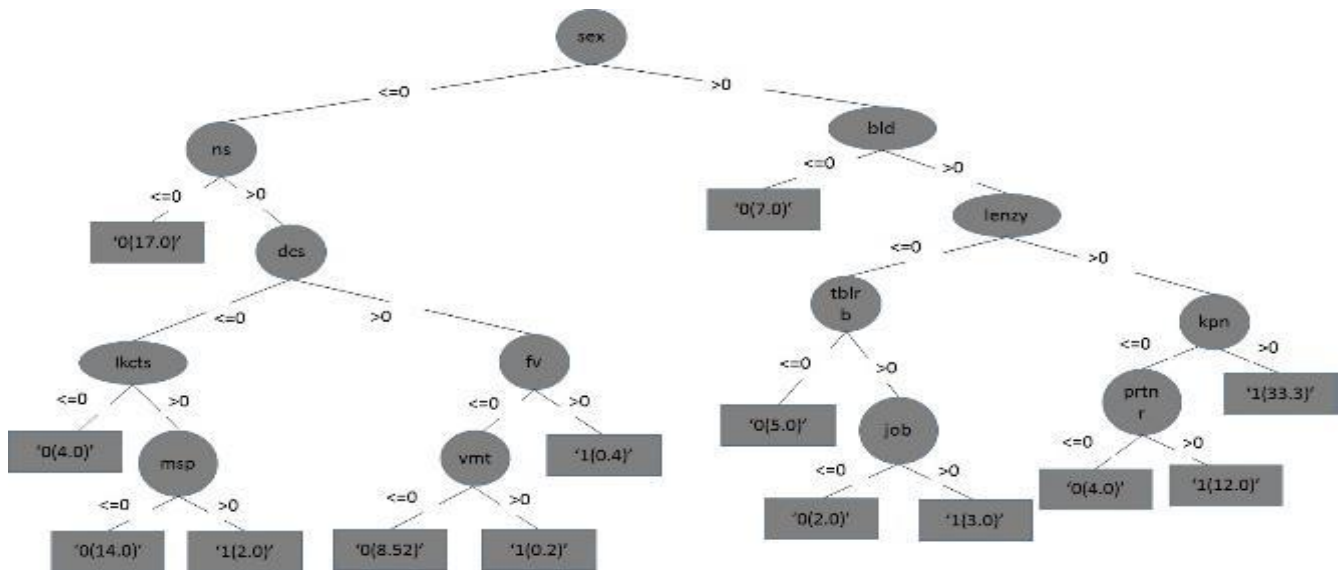 sex
<=0
>0
ns
bld
<=0
>0
<=0
>0
‘0(17.0)’
dcs
‘0(7.0)’
lenzy
<=0
>0
<=0
>0
lkcts
fv
tblr
b
kpn
<=0
>0
<=0
>0
<=0
>0
<=0
>0
‘0(4.0)’
msp
vmt
‘1(0.4)’
‘0(5.0)’
job
prtn
r
‘1(33.3)’
<=0
>0
<=0
>0
<=0
>0
<=0
>0
‘0(14.0)’
‘1(2.0)’
‘0(8.52)’
‘1(0.2)’
‘0(2.0)’
‘1(3.0)’
‘0(4.0)’
‘1(12.0)’